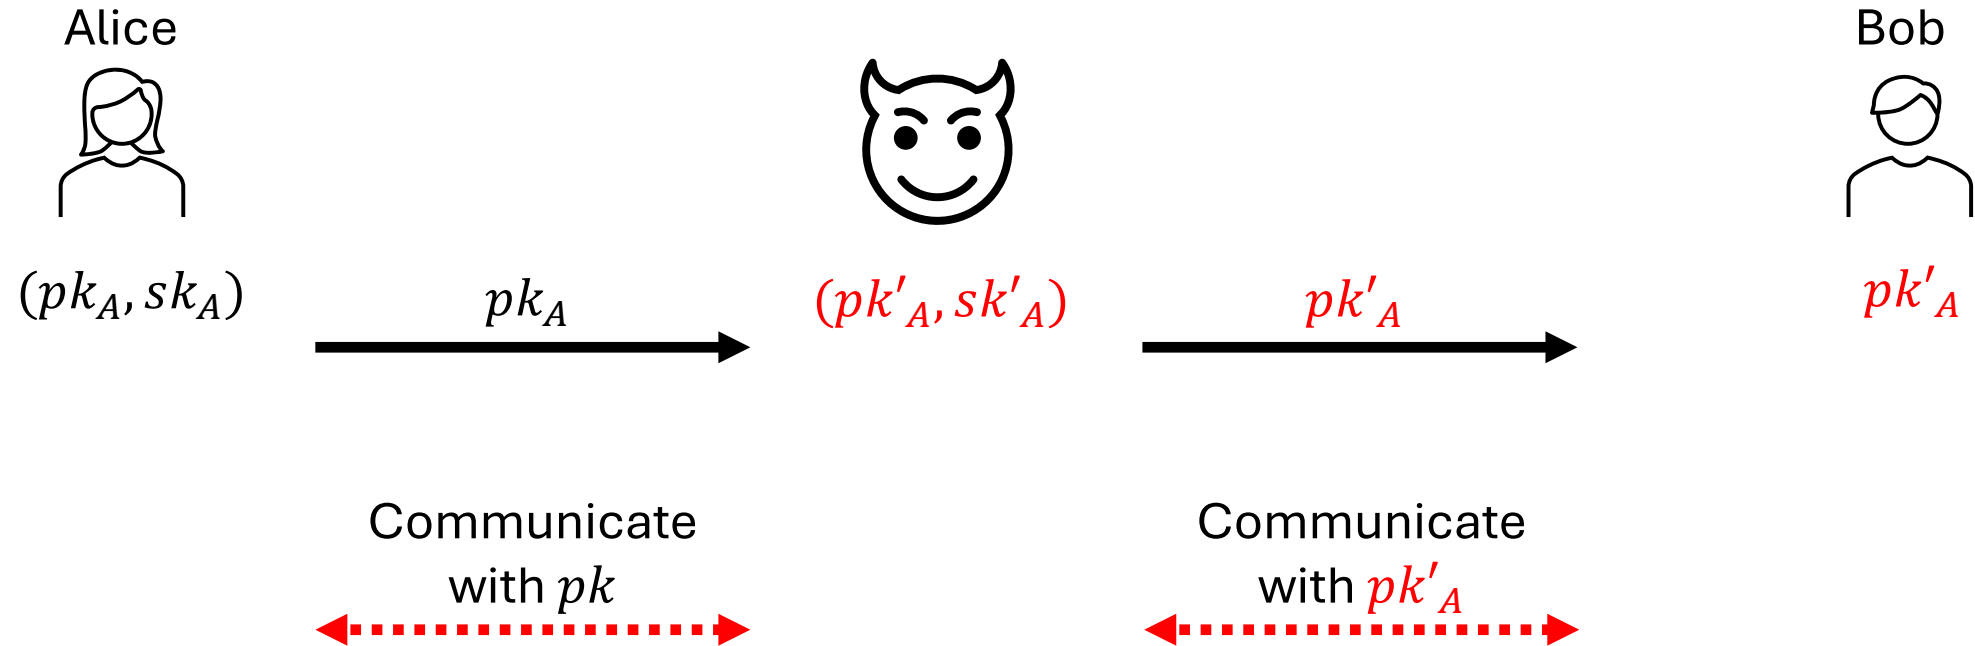 Alice
Bob
(pk_A, sk_A)
pk_A
(pk'_A, sk'_A)
pk'_A
pk'_A
Communicate
with pk
Communicate
with pk'_A